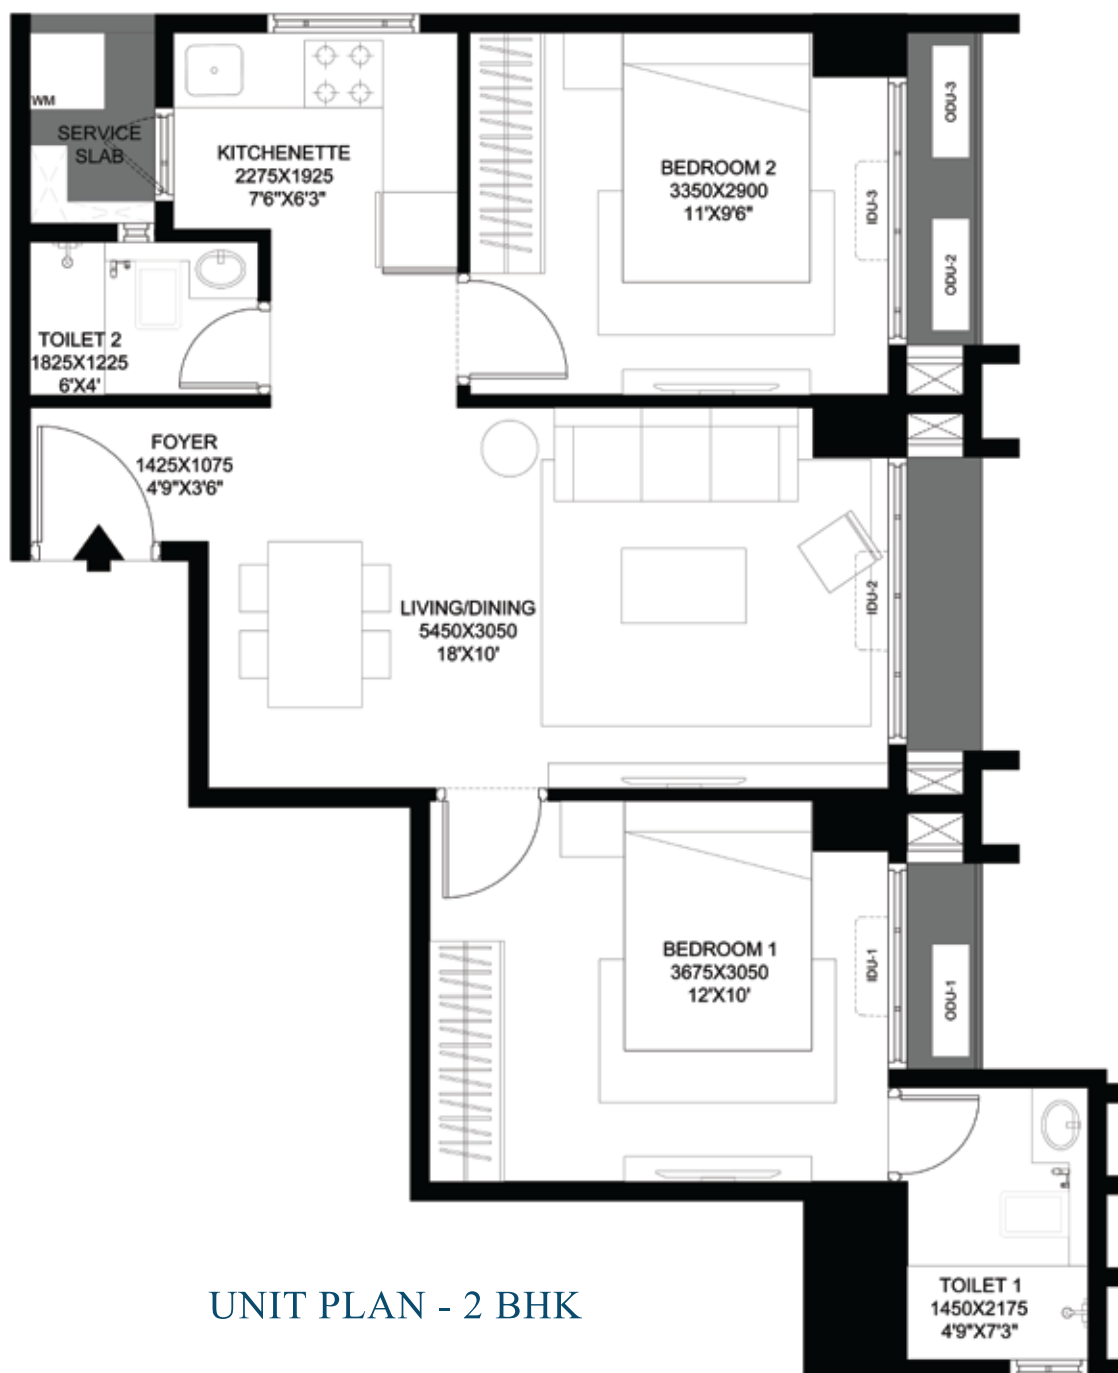 WM
SERVICE
SLAB
KITCHENETTE
2275X1925
7'6"X6'3"
BEDROOM 2
3350X2900
11'X9'6"
IDU-3
ODU-3
ODU-2
TOILET 2
1825X1225
6'X4'
FOYER
1425X1075
4'9"X3'6"
LIVING/DINING
5450X3050
18'X10'
IDU-2
BEDROOM 1
3675X3050
12'X10'
IDU-1
ODU-1
TOILET 1
1450X2175
4'9"X7'3"
UNIT PLAN - 2 BHK